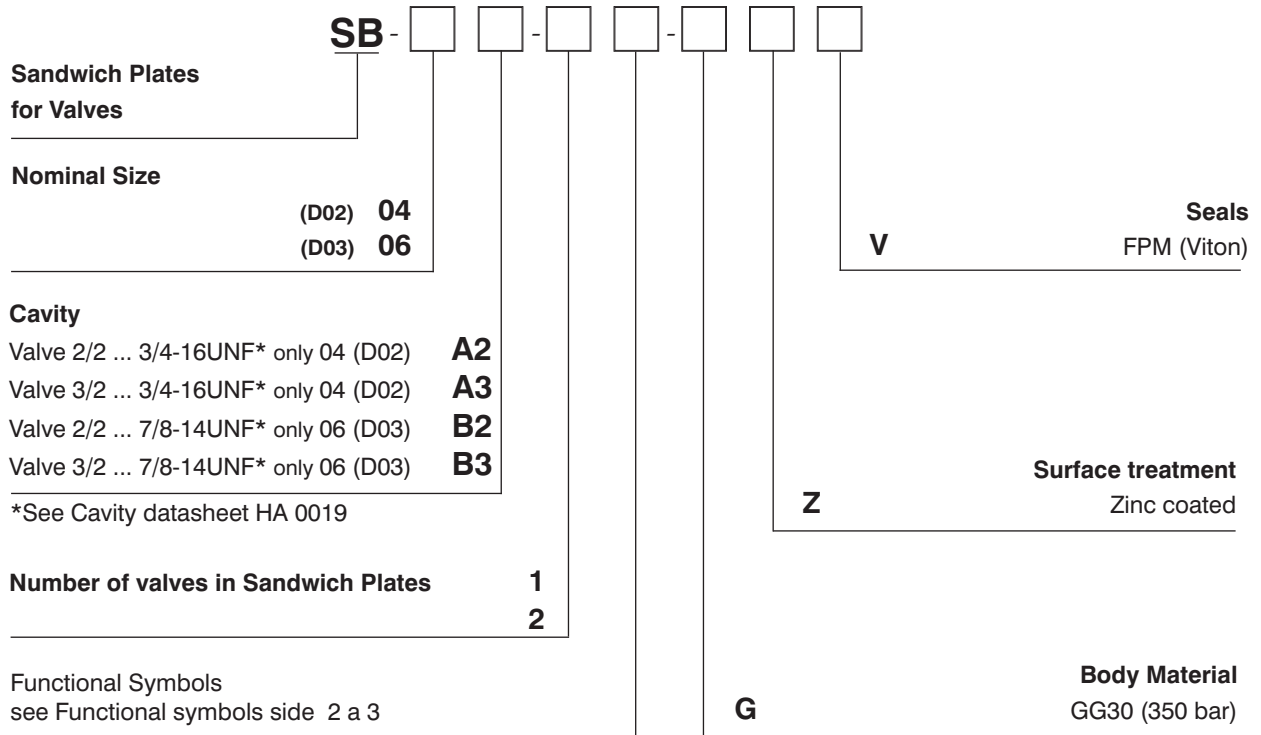 SB - - -
Sandwich Plates
for Valves
Nominal Size
(D02) 04
(D03) 06
Seals
V FPM (Viton)
Cavity
Valve 2/2 ... 3/4-16UNF* only 04 (D02) A2
Valve 3/2 ... 3/4-16UNF* only 04 (D02) A3
Valve 2/2 ... 7/8-14UNF* only 06 (D03) B2
Valve 3/2 ... 7/8-14UNF* only 06 (D03) B3
*See Cavity datasheet HA 0019
Surface treatment
Z Zinc coated
Number of valves in Sandwich Plates 1
2
Functional Symbols
see Functional symbols side 2 a 3
Body Material
G GG30 (350 bar)